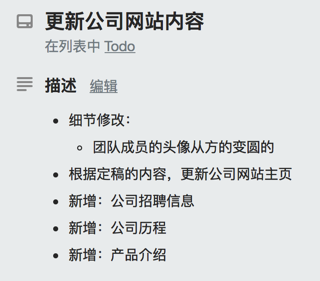 更新公司网站内容
在列表中 Todo
描述 编辑
细节修改：
团队成员的头像从方的变圆的
根据定稿的内容，更新公司网站主页
新增：公司招聘信息
新增：公司历程
新增：产品介绍